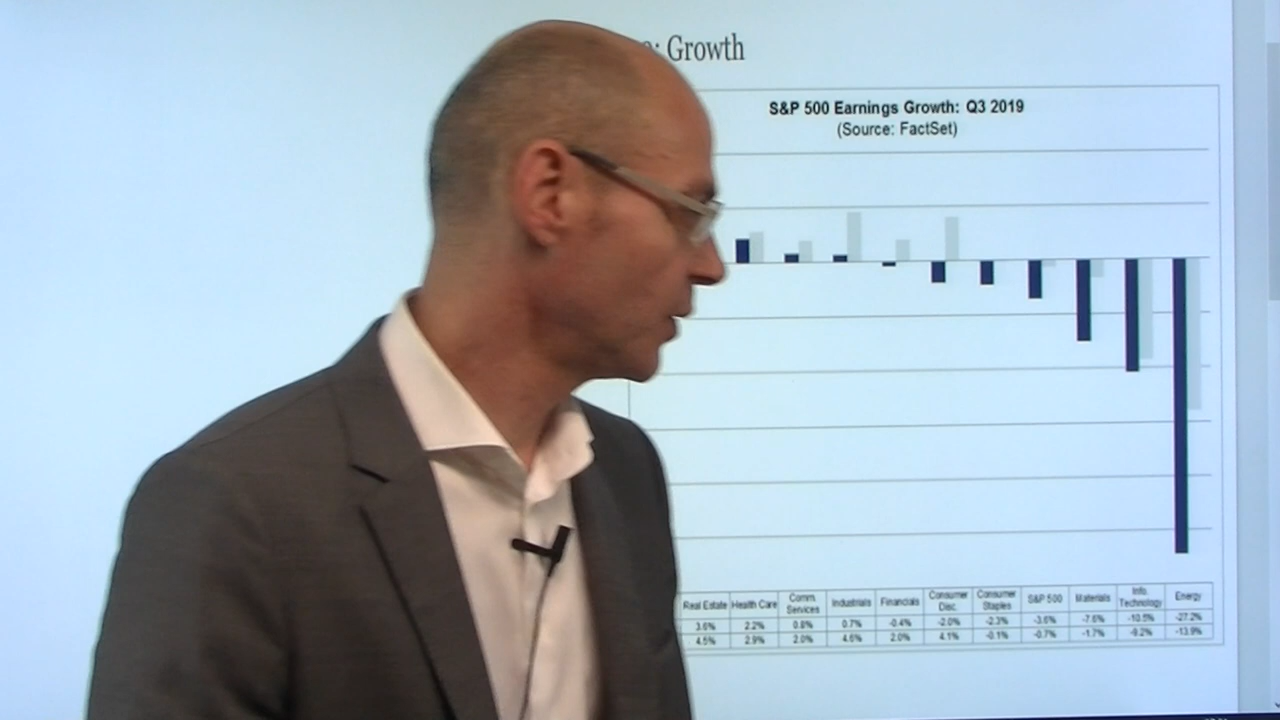 : Growth
S&P 500 Earnings Growth: Q3 2019
(Source: FactSet)
Real Estate Health Care Comm. Services Industrials Financials Consumer Disc. Consumer Staples S&P 500 Materials Info. Technology Energy
3.6% 2.2% 0.8% 0.7% -0.4% -2.0% -2.3% -3.6% -7.6% -10.5% -27.2%
4.5% 2.9% 2.0% 4.6% 2.0% 4.1% -0.1% -0.7% -1.7% -9.2% -13.9%